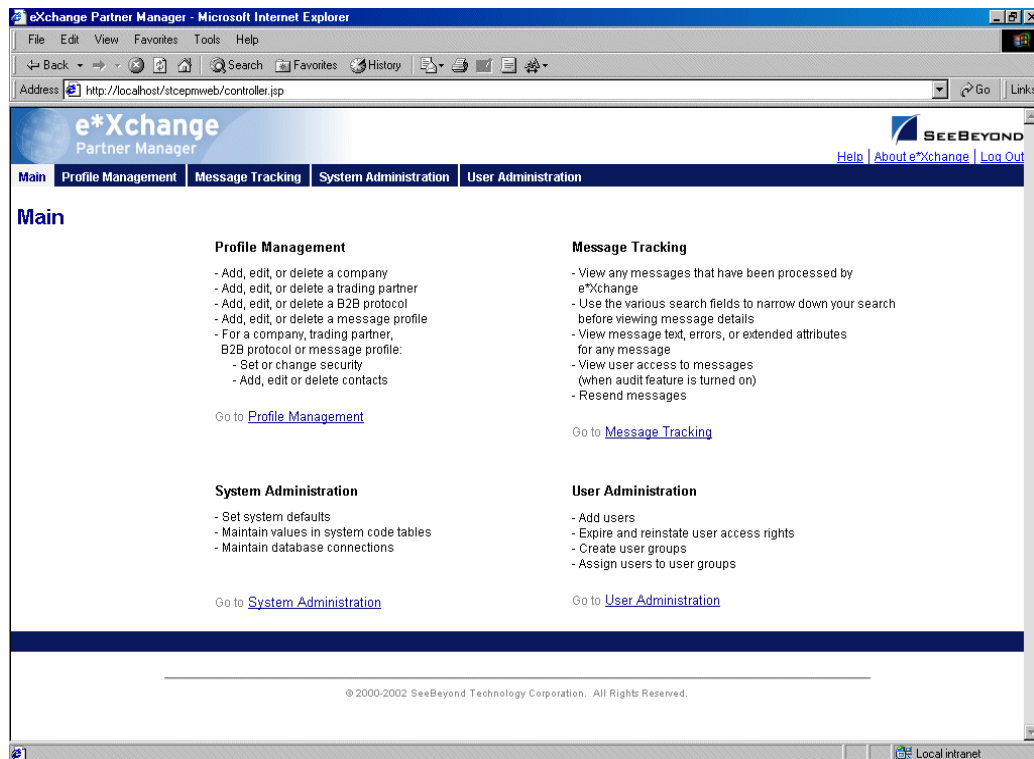 eXchange Partner Manager - Microsoft Internet Explorer
File Edit View Favorites Tools Help
Back Search Favorites History
Address http://localhost/stcepmweb/controller.jsp Go Links
e*Xchange
Partner Manager
SEEBEYOND
Help | About e*Xchange | Log Out
Main Profile Management Message Tracking System Administration User Administration
Main
Profile Management
- Add, edit, or delete a company
- Add, edit, or delete a trading partner
- Add, edit, or delete a B2B protocol
- Add, edit, or delete a message profile
- For a company, trading partner,
B2B protocol or message profile:
- Set or change security
- Add, edit or delete contacts
Go to Profile Management
Message Tracking
- View any messages that have been processed by
e*Xchange
- Use the various search fields to narrow down your search
before viewing message details
- View message text, errors, or extended attributes
for any message
- View user access to messages
(when audit feature is turned on)
- Resend messages
Go to Message Tracking
System Administration
- Set system defaults
- Maintain values in system code tables
- Maintain database connections
Go to System Administration
User Administration
- Add users
- Expire and reinstate user access rights
- Create user groups
- Assign users to user groups
Go to User Administration
© 2000-2002 SeeBeyond Technology Corporation. All Rights Reserved.
Local intranet